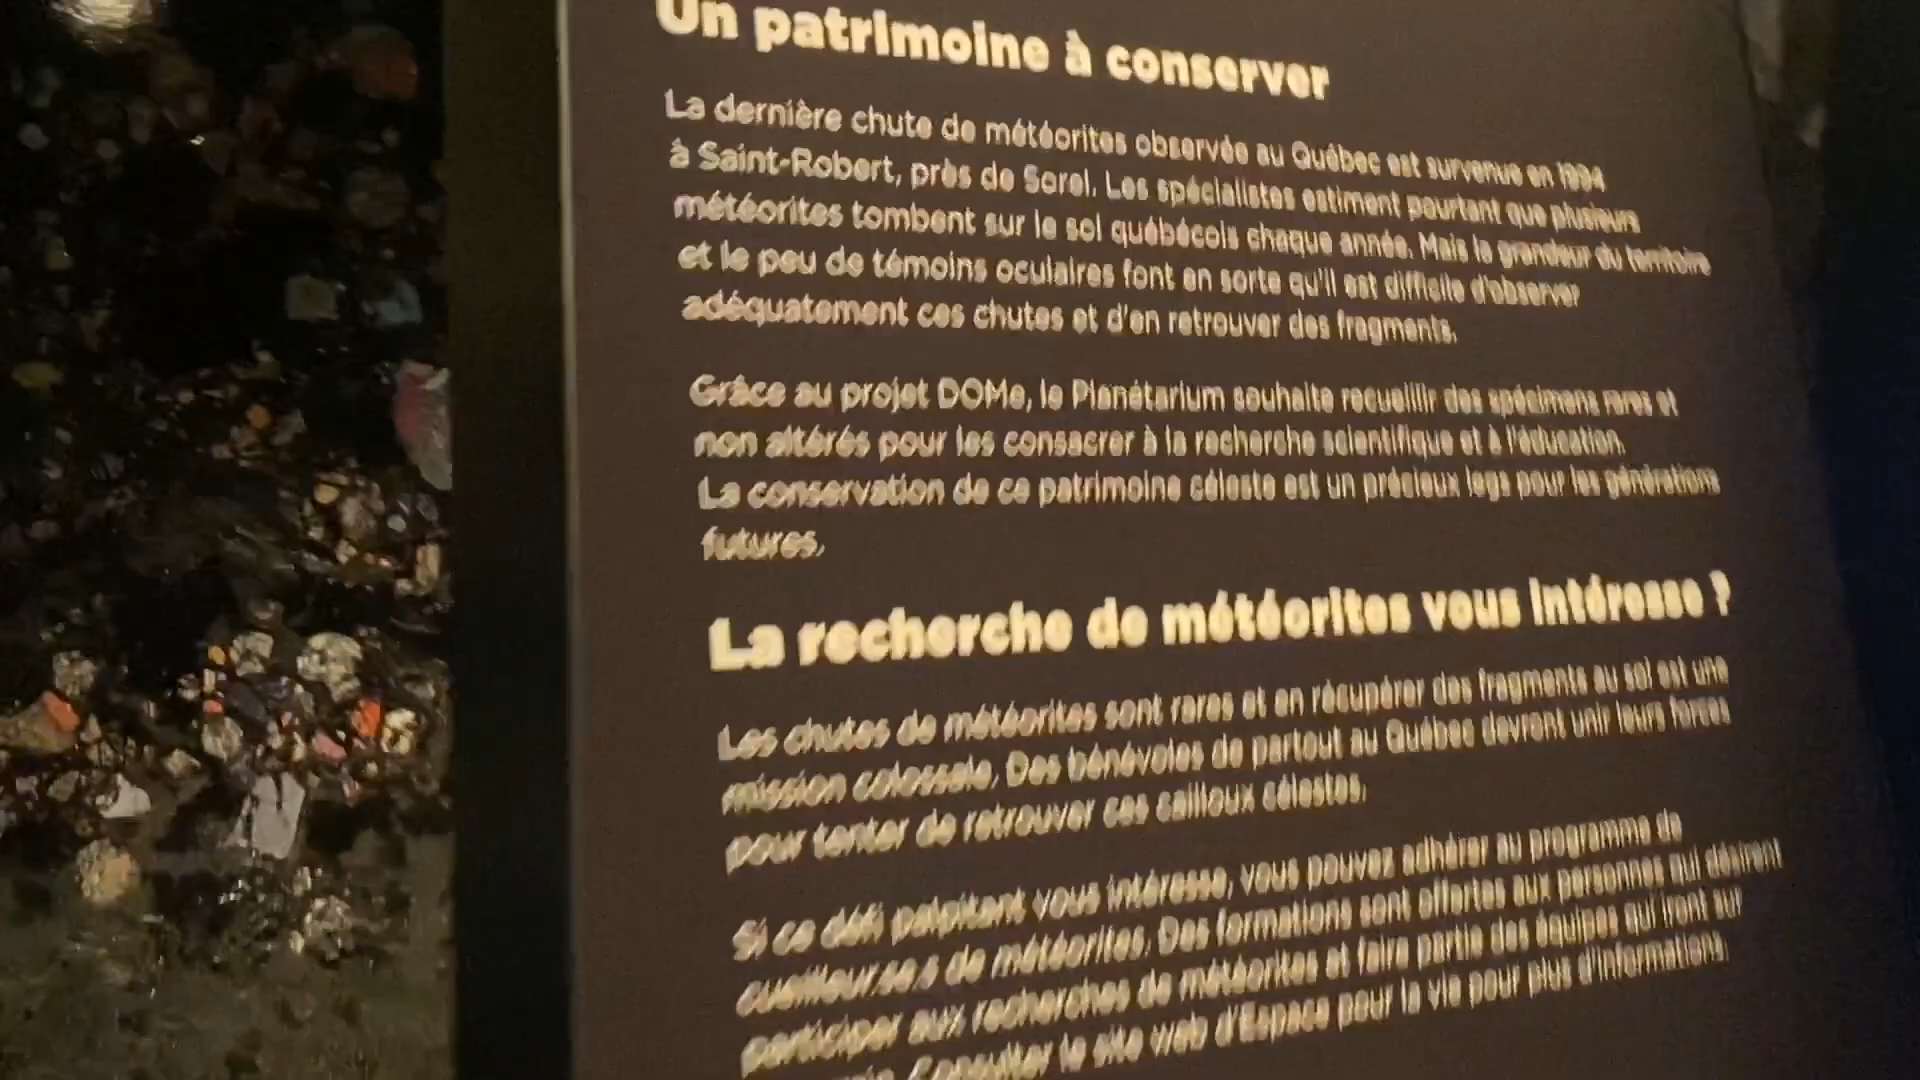 Un patrimoine à conserver
La dernière chute de météorites observée au Québec est survenue en 1994
à Saint-Robert, près de Sorel. Les spécialistes estiment pourtant que plusieurs
météorites tombent sur le sol québécois chaque année. Mais la grandeur du territoire
et le peu de témoins oculaires font en sorte qu'il est difficile d'observer
adéquatement ces chutes et d'en retrouver des fragments.
Grâce au projet DOMe, le Planétarium souhaite recueillir des spécimens rares et
non altérés pour les consacrer à la recherche scientifique et à l'éducation.
La conservation de ce patrimoine céleste est un précieux legs pour les générations
futures.
La recherche de météorites vous intéresse ?
Les chutes de météorites sont rares et en récupérer des fragments au sol est une
mission colossale. Des bénévoles de partout au Québec devront unir leurs forces
pour tenter de retrouver ces cailloux célestes.
Si ce défi palpitant vous intéresse, vous pouvez adhérer au programme de
cueilleur.se.s de météorites. Des formations sont offertes aux personnes qui désirent
participer aux recherches de météorites et faire partie des équipes qui iront sur
Consulter le site web d'Espace pour la vie pour plus d'informations.